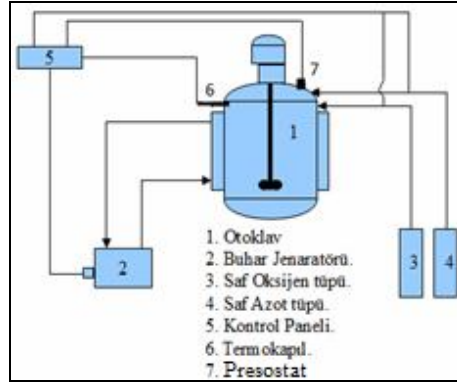 7
5
6
1
2
3
4
1. Otoklav
2. Buhar Jenaratörü.
3. Saf Oksijen tüpü.
4. Saf Azot tüpü.
5. Kontrol Paneli.
6. Termokapıl.
7. Presostat